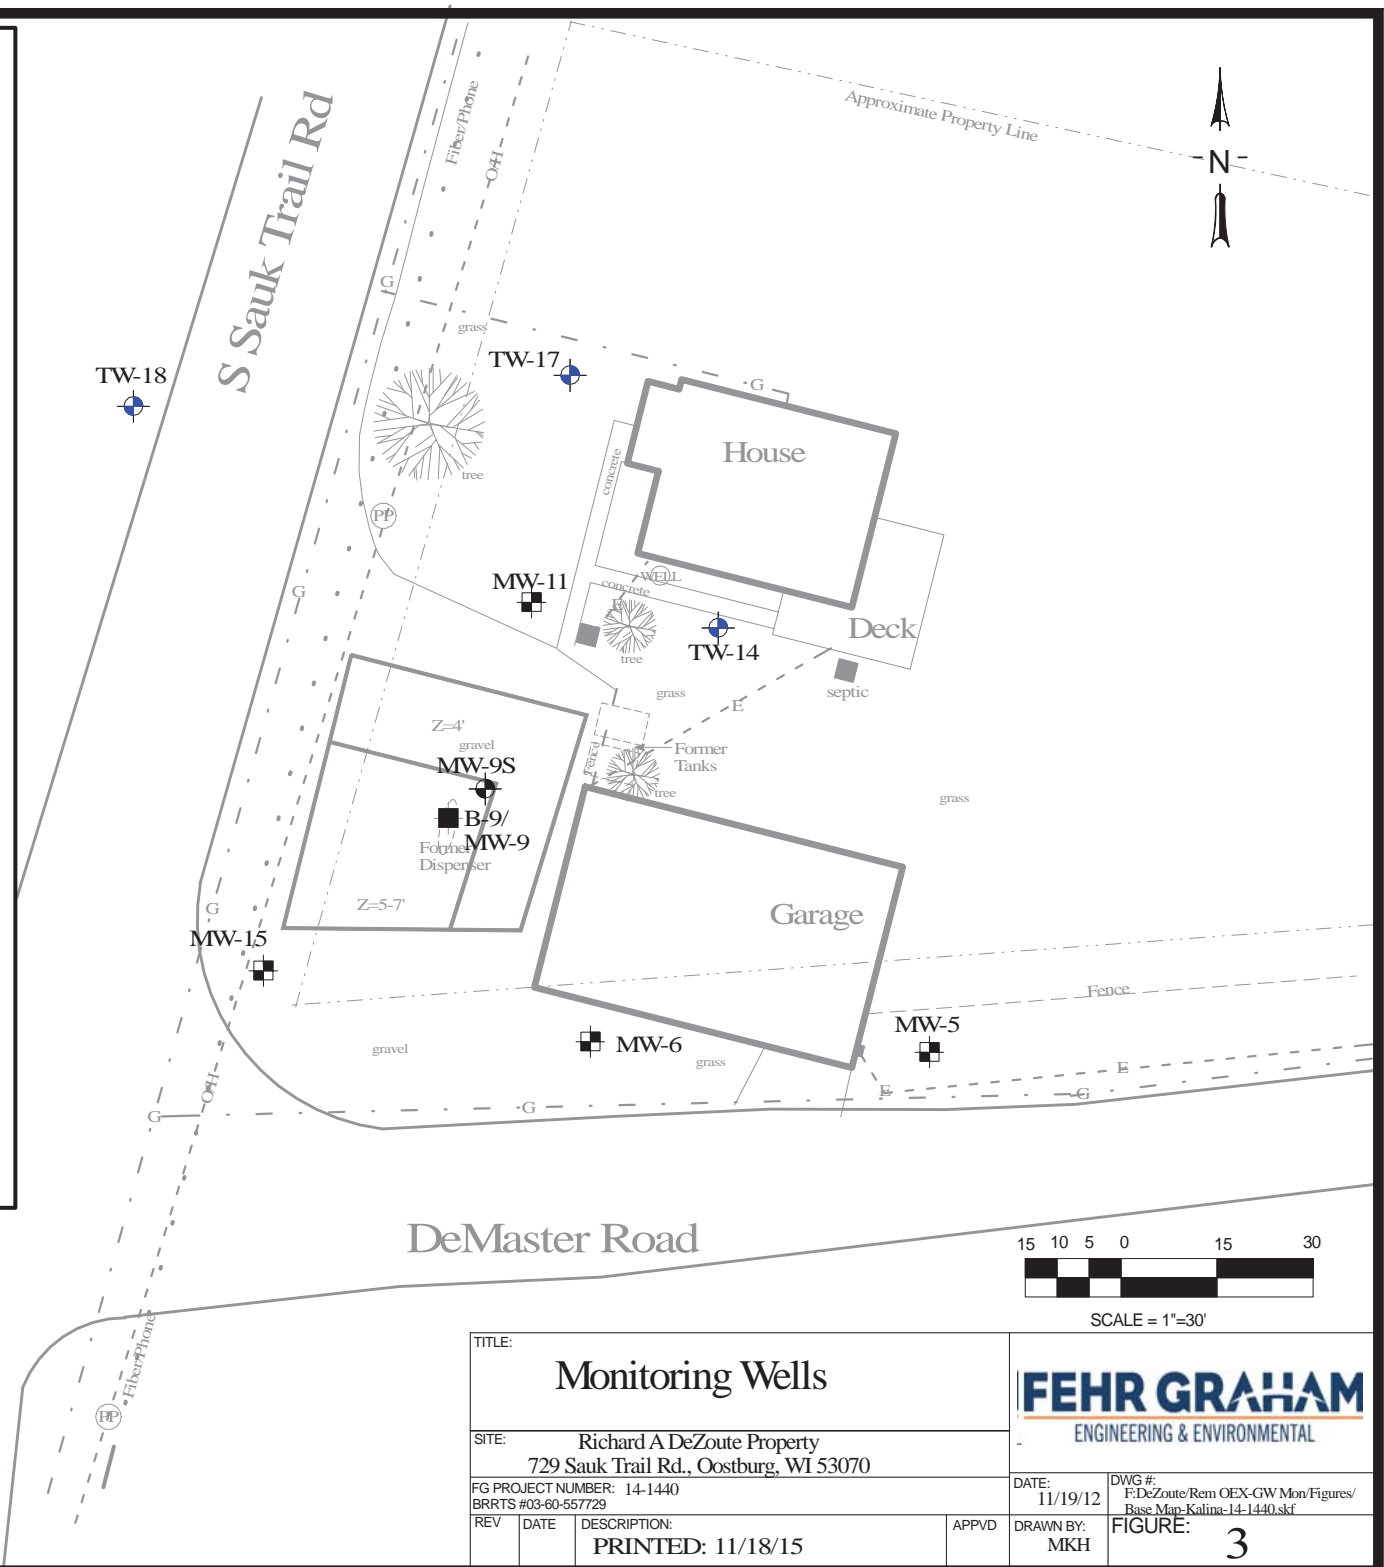 Approximate Property Line
N
S Sauk Trail Rd
Fiber/Phone
O/H
G
grass
TW-17
TW-18
G
House
concrete
tree
PP
G
MW-11
WELL
concrete
E
Deck
TW-14
tree
septic
grass
E
Z=4'
gravel
Former
Tanks
Fence
MW-9S
tree
grass
B-9/
MW-9
Former
Dispenser
Z=5-7'
Garage
G
MW-15
Fence
MW-5
MW-6
gravel
grass
E
E
G
G
G
O/H
DeMaster Road
15 10 5 0 15 30
SCALE = 1"=30'
Fiber/Phone
PP
TITLE:
Monitoring Wells
FEHR GRAHAM
ENGINEERING & ENVIRONMENTAL
SITE:
Richard A DeZoute Property
729 Sauk Trail Rd., Oostburg, WI 53070
FG PROJECT NUMBER: 14-1440
BRRTS #03-60-557729
DATE:
11/19/12
DWG #:
F:DeZoute/Rem OEX-GW Mon/Figures/
Base Map-Kalina-14-1440.skf
REV DATE DESCRIPTION: APPVD
PRINTED: 11/18/15
DRAWN BY:
MKH
FIGURE:
3